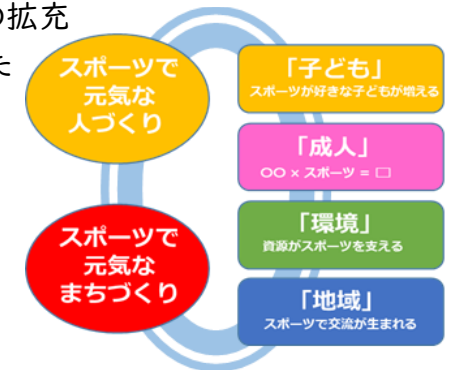 の拡充
た
スポーツで
元気な
人づくり
スポーツで
元気な
まちづくり
「子ども」
スポーツが好きな子どもが増える
「成人」
〇〇 × スポーツ = □
「環境」
資源がスポーツを支える
「地域」
スポーツで交流が生まれる